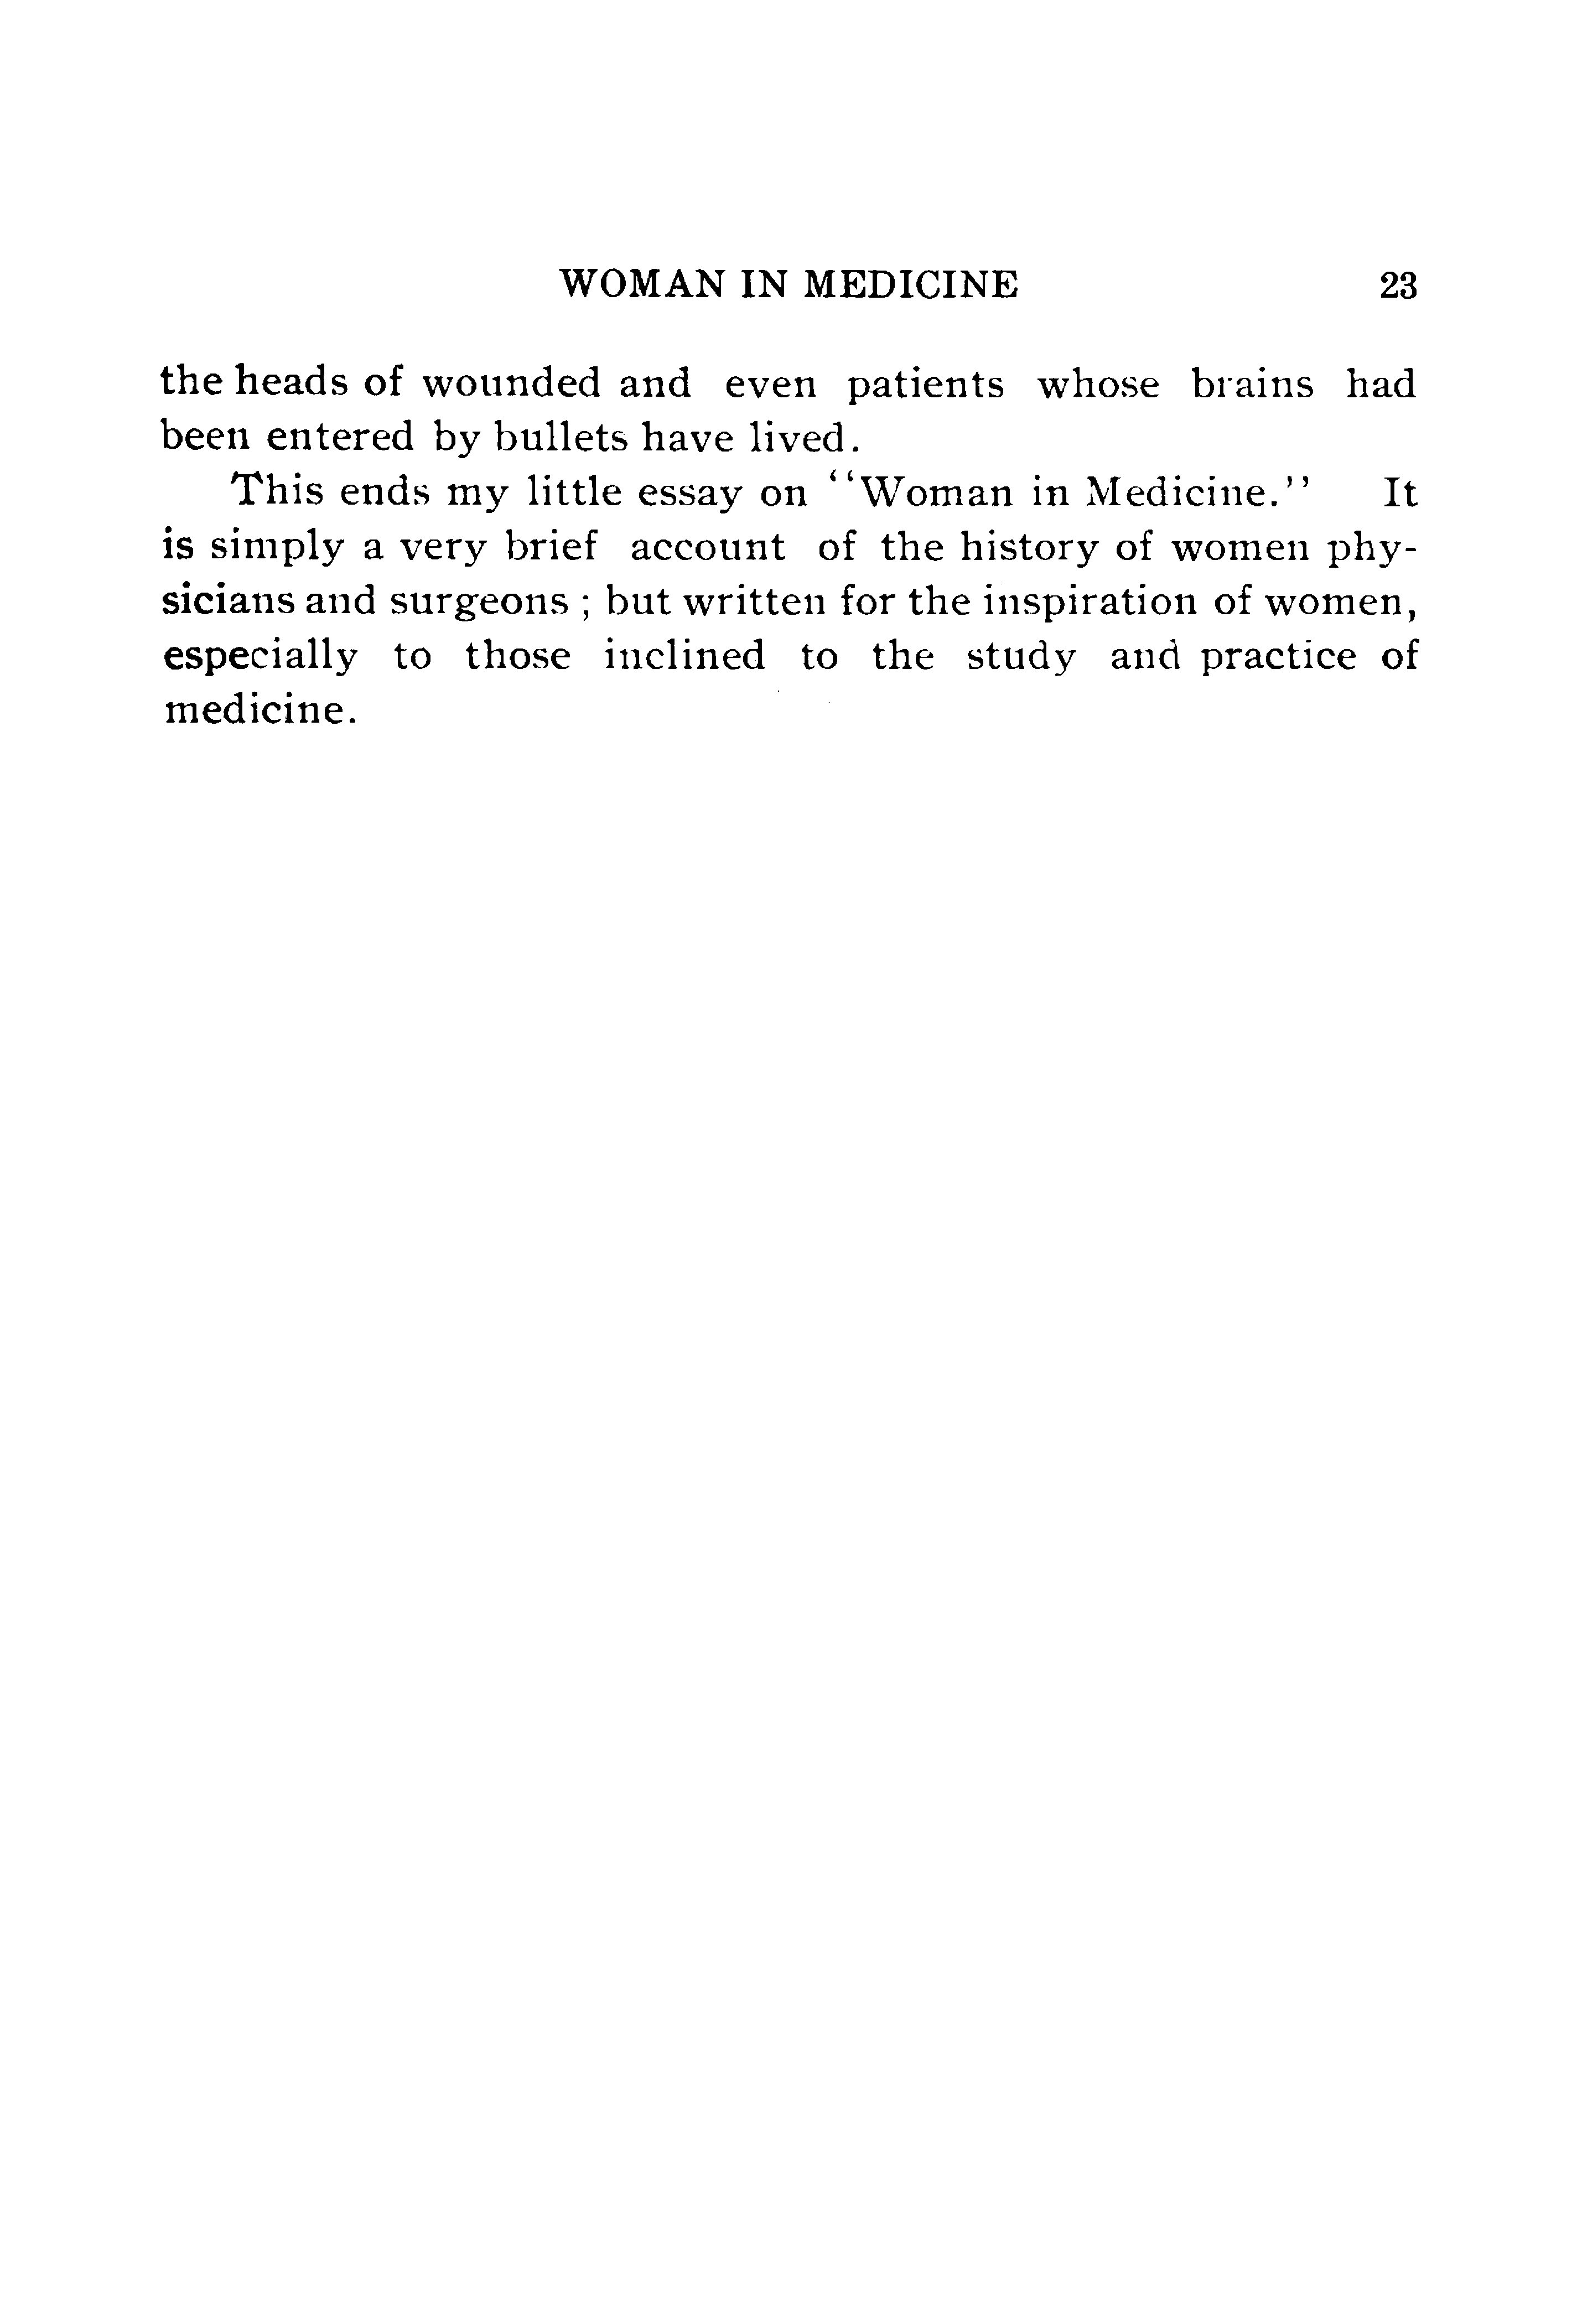 WOMAN IN MEDICINE 23
the heads of wounded and even patients whose brains had
been entered by bullets have lived.
This ends my little essay on ‘‘Woman in Medicine.’’ It
is simply a very brief account of the history of women phy-
sicians and surgeons ; but written for the inspiration of women,
especially to those inclined to the study and practice of
medicine.